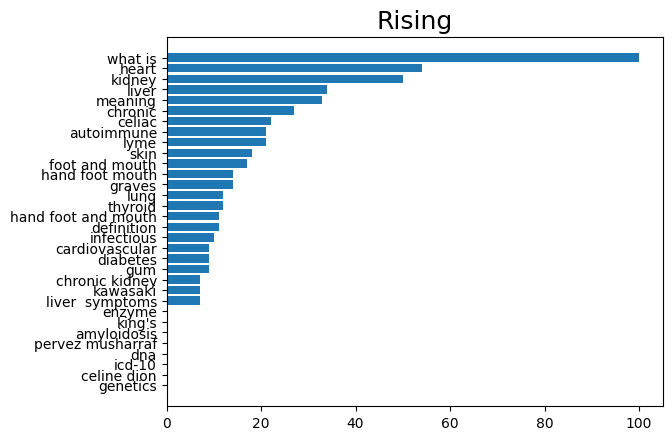 Rising
what is
heart
kidney
liver
meaning
chronic
celiac
autoimmune
lyme
skin
foot and mouth
hand foot mouth
graves
lung
thyroid
hand foot and mouth
definition
infectious
cardiovascular
diabetes
gum
chronic kidney
kawasaki
liver  symptoms
enzyme
king's
amyloidosis
pervez musharraf
dna
icd-10
celine dion
genetics
0 20 40 60 80 100